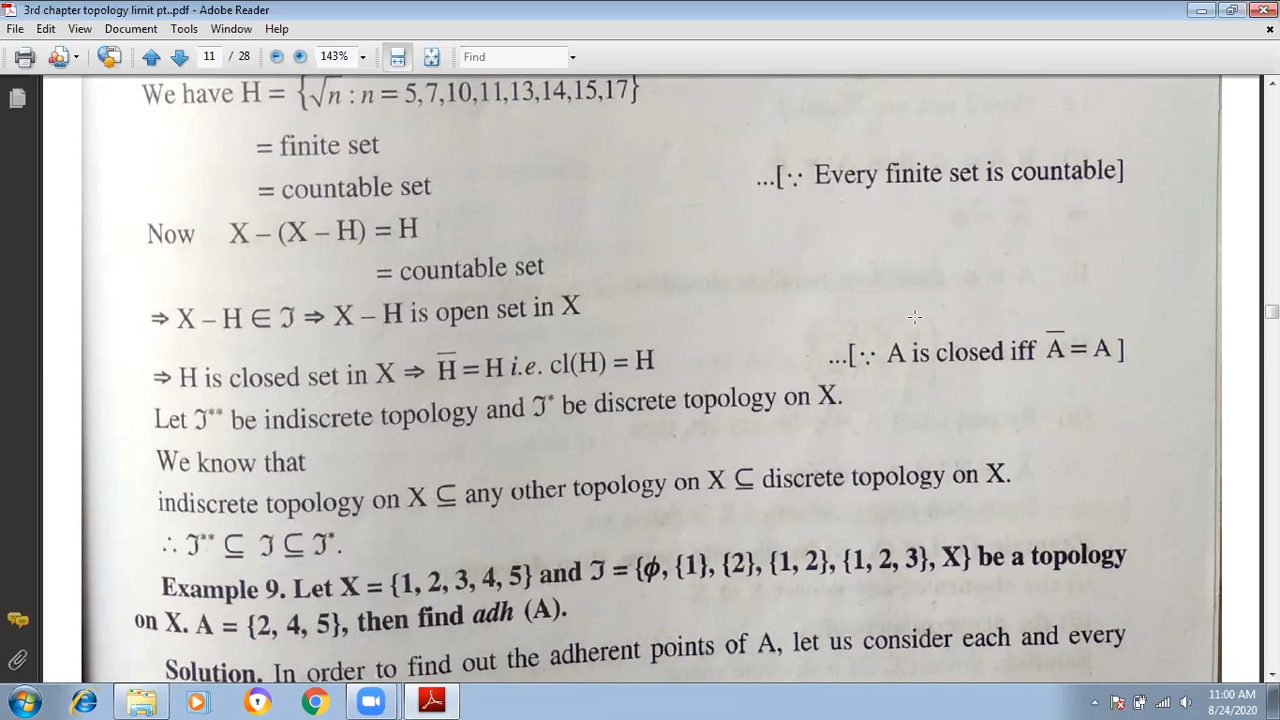 3rd chapter topology limit pt..pdf - Adobe Reader
File Edit View Document Tools Window Help
11 / 28 143% Find
We have H = {√n : n = 5,7,10,11,13,14,15,17}
= finite set
= countable set ...[∵ Every finite set is countable]
Now X – (X – H) = H
= countable set
⇒ X – H ∈ ℑ ⇒ X – H is open set in X
⇒ H is closed set in X ⇒ H̅ = H i.e. cl(H) = H ...[∵ A is closed iff A̅ = A ]
Let ℑ** be indiscrete topology and ℑ* be discrete topology on X.
We know that
indiscrete topology on X ⊆ any other topology on X ⊆ discrete topology on X.
∴ ℑ** ⊆ ℑ ⊆ ℑ*.
Example 9. Let X = {1, 2, 3, 4, 5} and ℑ = {ϕ, {1}, {2}, {1, 2}, {1, 2, 3}, X} be a topology
on X. A = {2, 4, 5}, then find adh (A).
Solution. In order to find out the adherent points of A, let us consider each and every
11:00 AM
8/24/2020